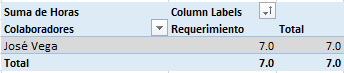 Suma de Horas Column Labels
Colaboradores Requerimiento Total
José Vega 7.0 7.0
Total 7.0 7.0